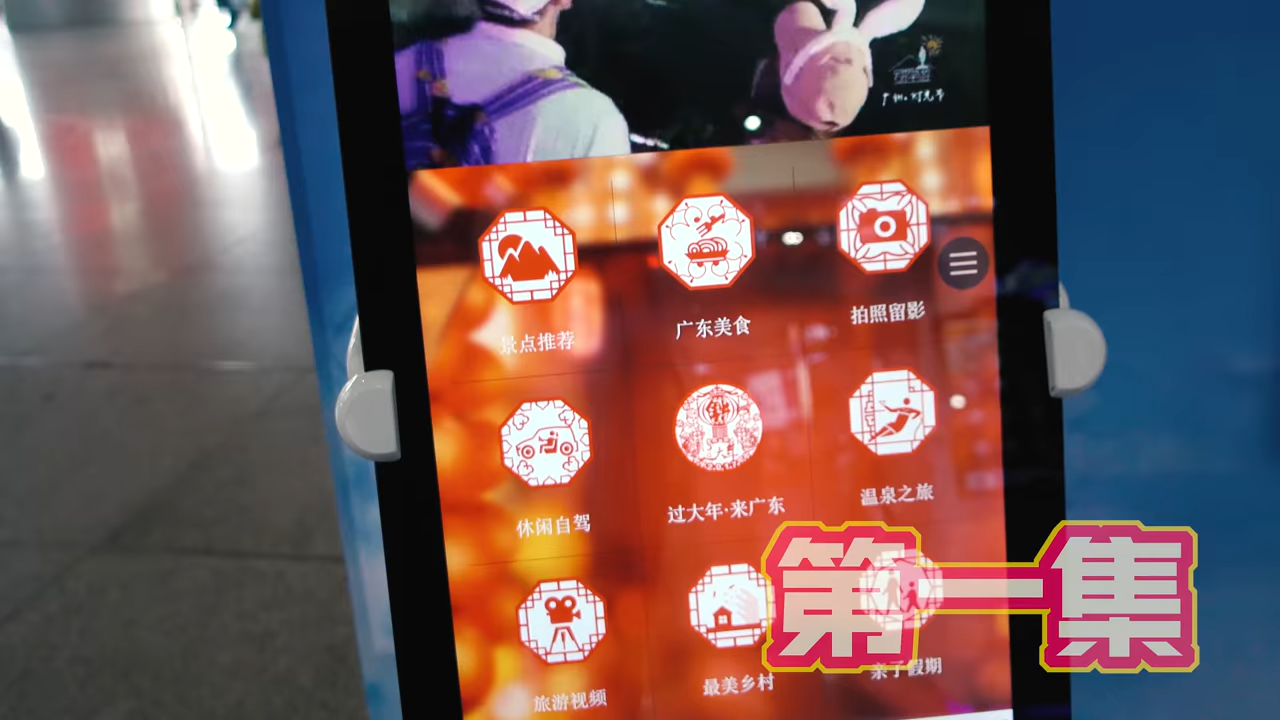 广州·灯光节
景点推荐
广东美食
拍照留影
休闲自驾
过大年·来广东
温泉之旅
旅游视频
最美乡村
亲子假期
第一集